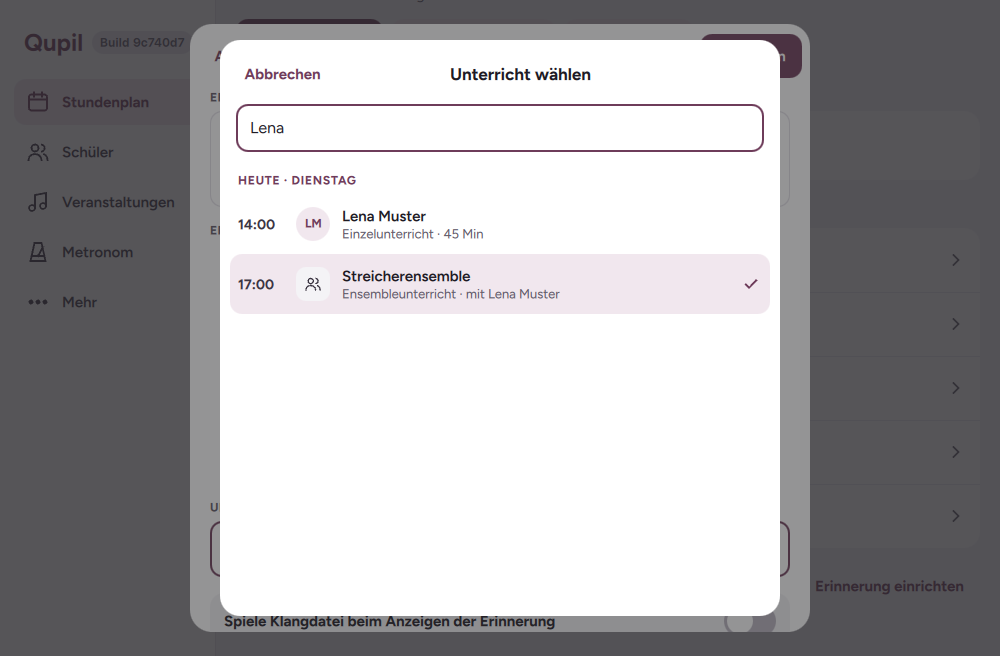 Qupil Build 9c740d7
Stundenplan
Schüler
Veranstaltungen
Metronom
Mehr
Abbrechen
Unterricht wählen
Lena
HEUTE · DIENSTAG
14:00
LM
Lena Muster
Einzelunterricht · 45 Min
17:00
Streicherensemble
Ensembleunterricht · mit Lena Muster
Erinnerung einrichten
Spiele Klangdatei beim Anzeigen der Erinnerung